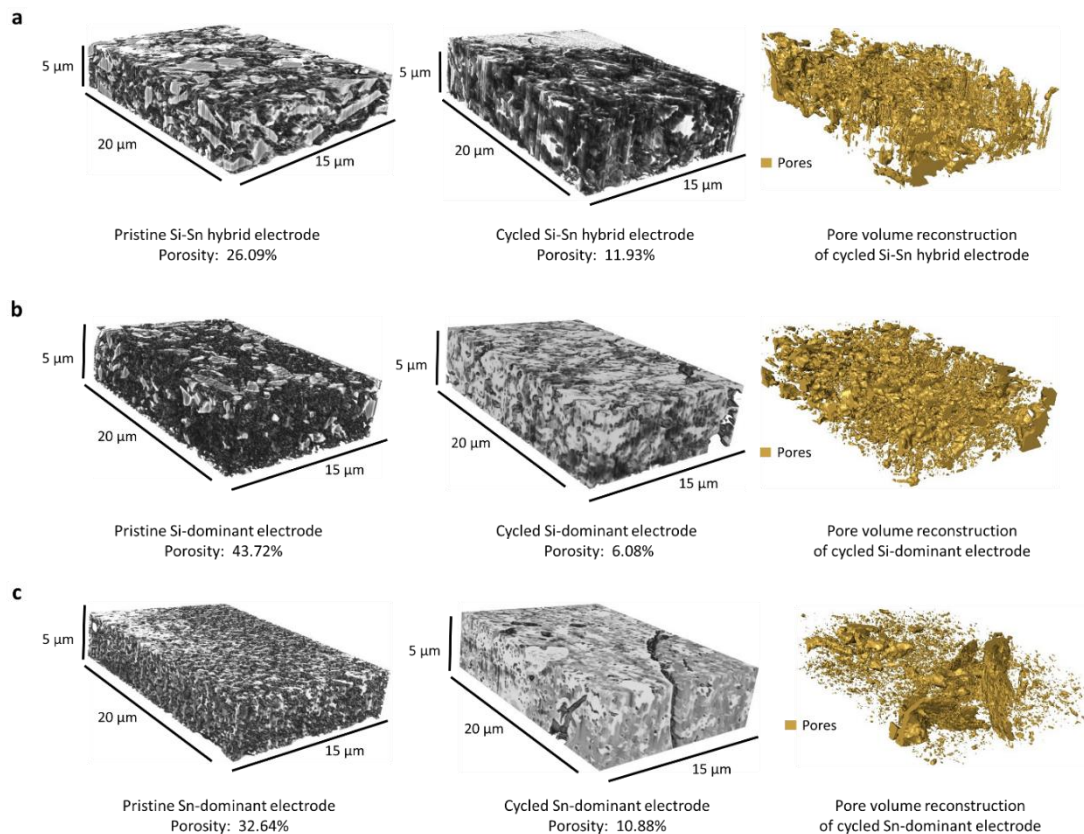 a
5 μm
20 μm
15 μm
Pristine Si-Sn hybrid electrode
Porosity: 26.09%
5 μm
20 μm
15 μm
Cycled Si-Sn hybrid electrode
Porosity: 11.93%
Pores
Pore volume reconstruction
of cycled Si-Sn hybrid electrode
b
5 μm
20 μm
15 μm
Pristine Si-dominant electrode
Porosity: 43.72%
5 μm
20 μm
15 μm
Cycled Si-dominant electrode
Porosity: 6.08%
Pores
Pore volume reconstruction
of cycled Si-dominant electrode
c
5 μm
20 μm
15 μm
Pristine Sn-dominant electrode
Porosity: 32.64%
5 μm
20 μm
15 μm
Cycled Sn-dominant electrode
Porosity: 10.88%
Pores
Pore volume reconstruction
of cycled Sn-dominant electrode